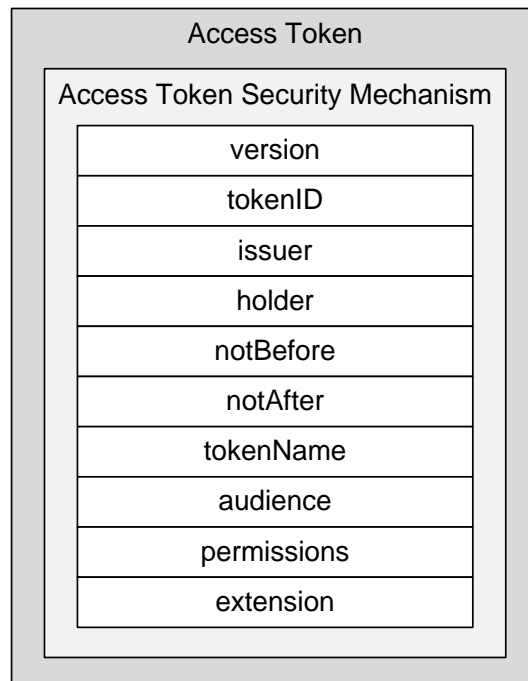 Access Token
Access Token Security Mechanism
version
tokenID
issuer
holder
notBefore
notAfter
tokenName
audience
permissions
extension